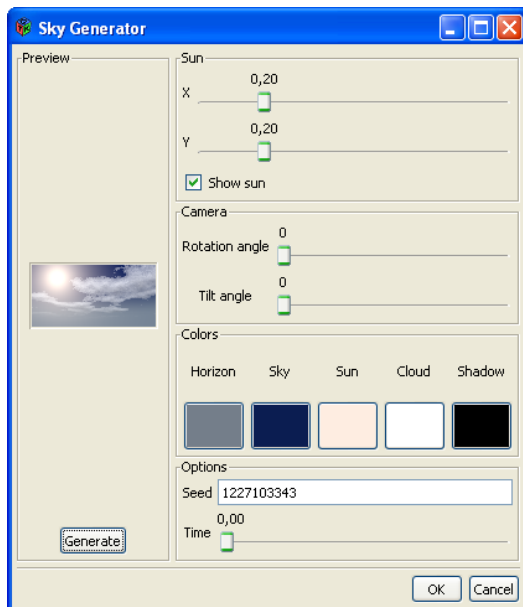 Sky Generator
Preview
Generate
Sun
0,20
X
0,20
Y
Show sun
Camera
0
Rotation angle
0
Tilt angle
Colors
Horizon Sky Sun Cloud Shadow
Options
Seed 1227103343
0,00
Time
OK Cancel